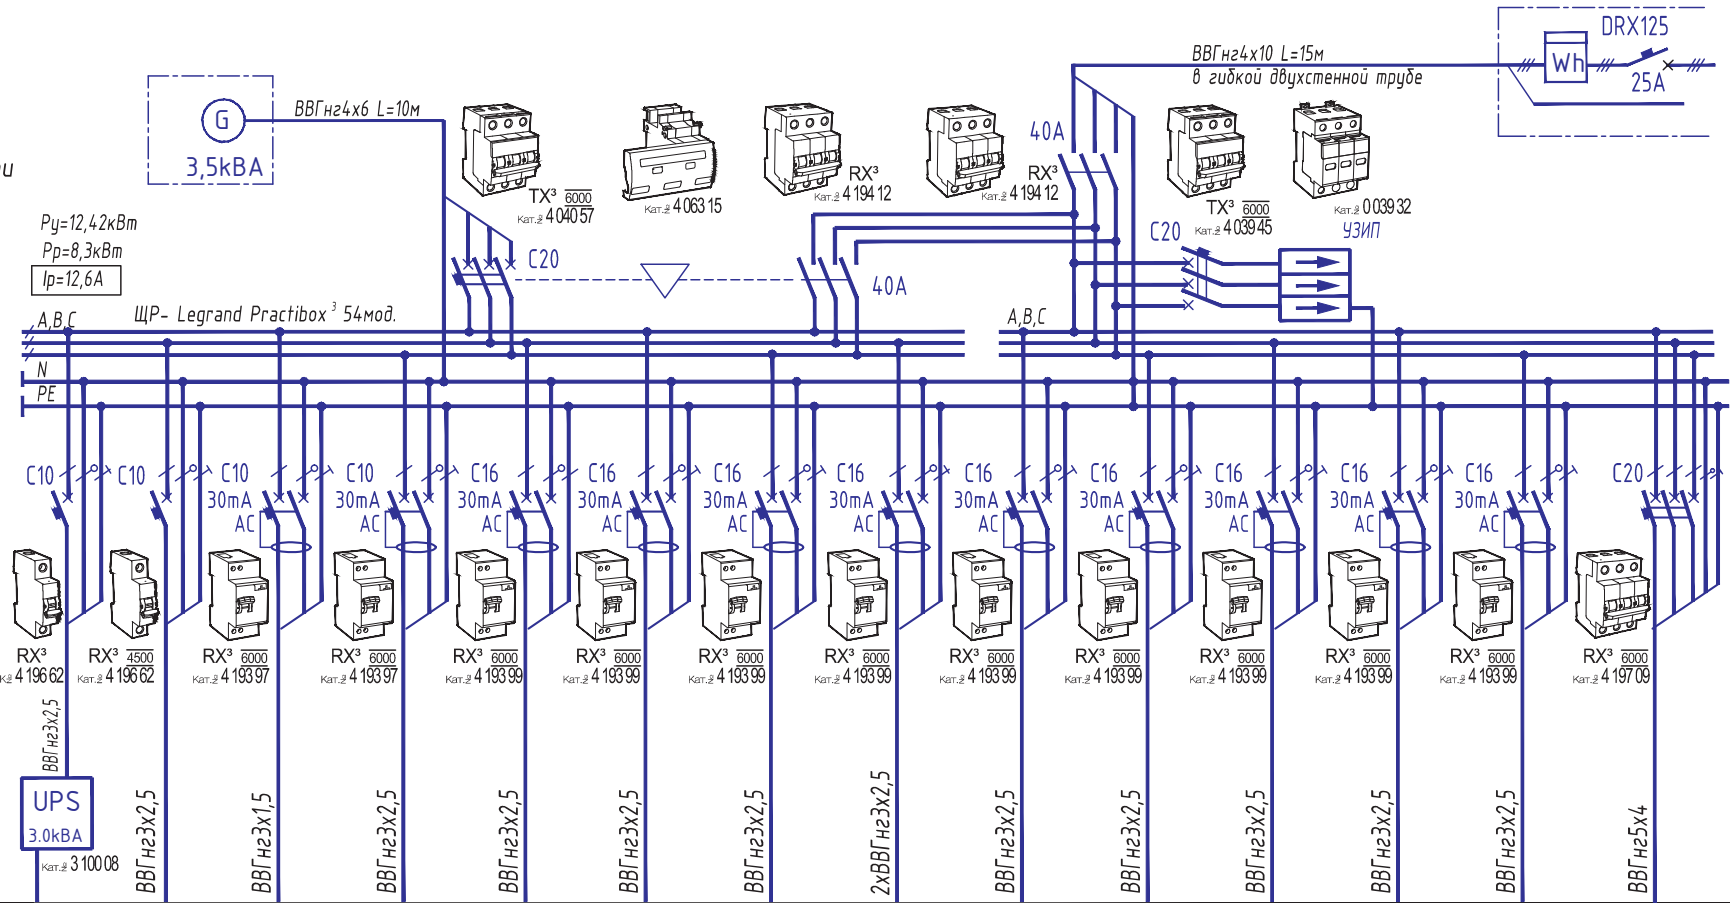 DRX125
Wh
25A
ВВГнг4х10 L=15м
в гибкой двухстенной трубе
G
3,5kBA
ВВГнг4х6 L=10м
TX³ 6000
Кат.№ 4 040 57
Кат.№ 4 063 15
RX³
Кат.№ 4 194 12
RX³
Кат.№ 4 194 12
40A
TX³ 6000
Кат.№ 4 039 45
Кат.№ 0 039 32
УЗИП
C20
Ру=12,42кВт
Рр=8,3кВт
Iр=12,6А
C20
40A
ЩР- Legrand Practibox ³ 54мод.
A,B,C
A,B,C
N
PE
C10
C10
C10
30mA
AC
C10
30mA
AC
C16
30mA
AC
C16
30mA
AC
C16
30mA
AC
C16
30mA
AC
C16
30mA
AC
C16
30mA
AC
C16
30mA
AC
C16
30mA
AC
C16
30mA
AC
C20
RX³
4 196 62
RX³ 4500
Кат.№ 4 196 62
RX³ 6000
Кат.№ 4 193 97
RX³ 6000
Кат.№ 4 193 97
RX³ 6000
Кат.№ 4 193 99
RX³ 6000
Кат.№ 4 193 99
RX³ 6000
Кат.№ 4 193 99
RX³ 6000
Кат.№ 4 193 99
RX³ 6000
Кат.№ 4 193 99
RX³ 6000
Кат.№ 4 193 99
RX³ 6000
Кат.№ 4 193 99
RX³ 6000
Кат.№ 4 193 99
RX³ 6000
Кат.№ 4 193 99
RX³ 6000
Кат.№ 4 197 09
ВВГнг3х2,5
UPS
3.0kBA
Кат.№ 3 100 08
ВВГнг3х2,5
ВВГнг3х1,5
ВВГнг3х2,5
ВВГнг3х2,5
ВВГнг3х2,5
ВВГнг3х2,5
2хВВГнг3х2,5
ВВГнг3х2,5
ВВГнг3х2,5
ВВГнг3х2,5
ВВГнг3х2,5
ВВГнг3х2,5
ВВГнг5х4